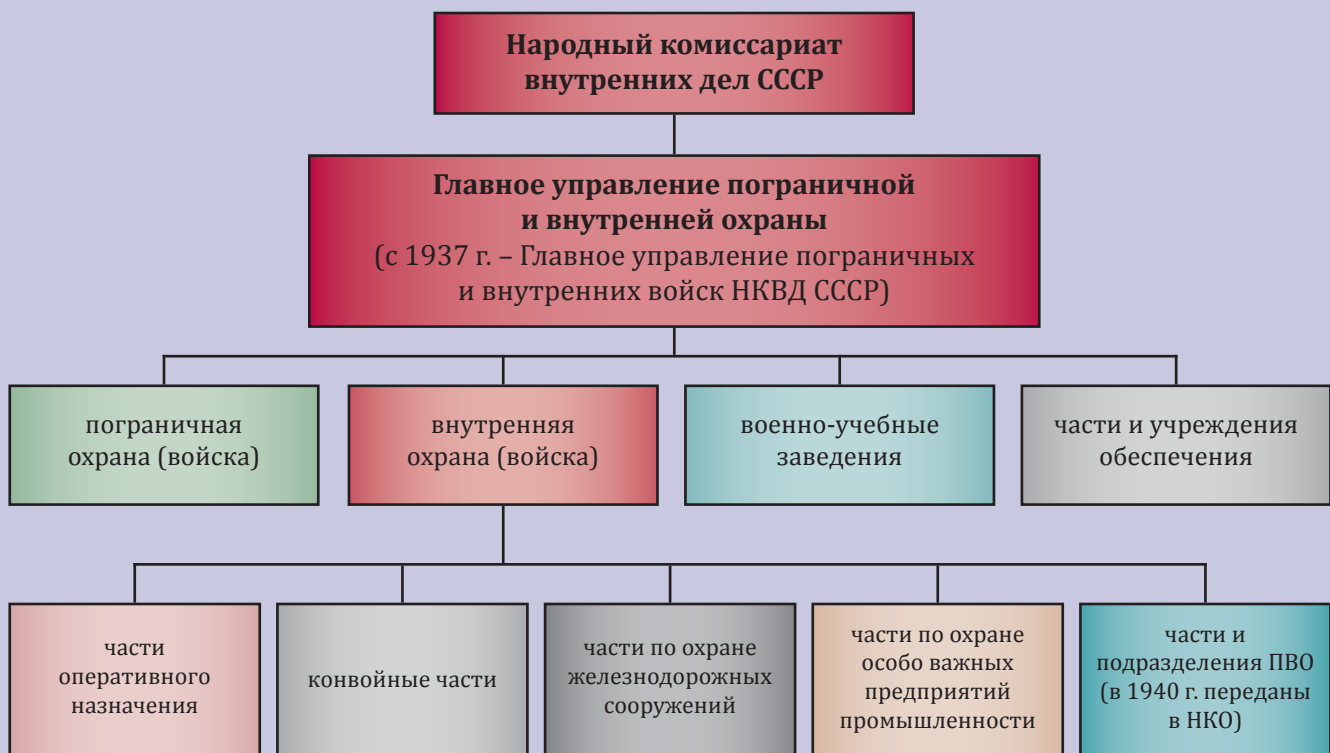 Народный комиссариат
внутренних дел СССР
Главное управление пограничной
и внутренней охраны
(с 1937 г. – Главное управление пограничных
и внутренних войск НКВД СССР)
пограничная
охрана (войска)
внутренняя
охрана (войска)
военно-учебные
заведения
части и учреждения
обеспечения
части
оперативного
назначения
конвойные части
части по охране
железнодорожных
сооружений
части по охране
особо важных
предприятий
промышленности
части и
подразделения ПВО
(в 1940 г. переданы
в НКО)